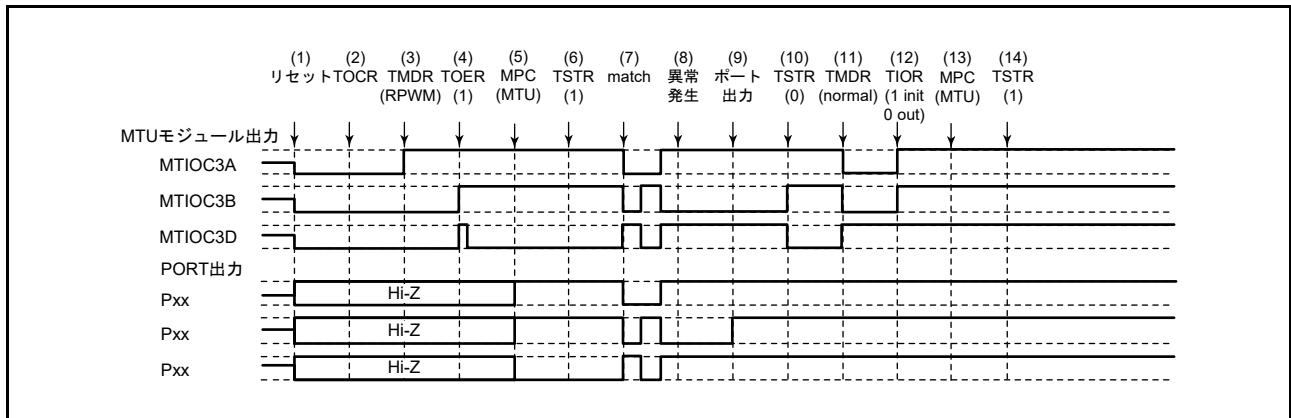 (1) (2) (3) (4) (5) (6) (7) (8) (9) (10) (11) (12) (13) (14)
リセット TOCR TMDR TOER MPC TSTR match 異常 ポート TSTR TMDR TIOR MPC TSTR
(RPWM) (1) (MTU) (1) 発生 出力 (0) (normal) (1 init (MTU) (1)
0 out)
MTUモジュール出力
MTIOC3A
MTIOC3B
MTIOC3D
PORT出力
Pxx Hi-Z
Pxx Hi-Z
Pxx Hi-Z